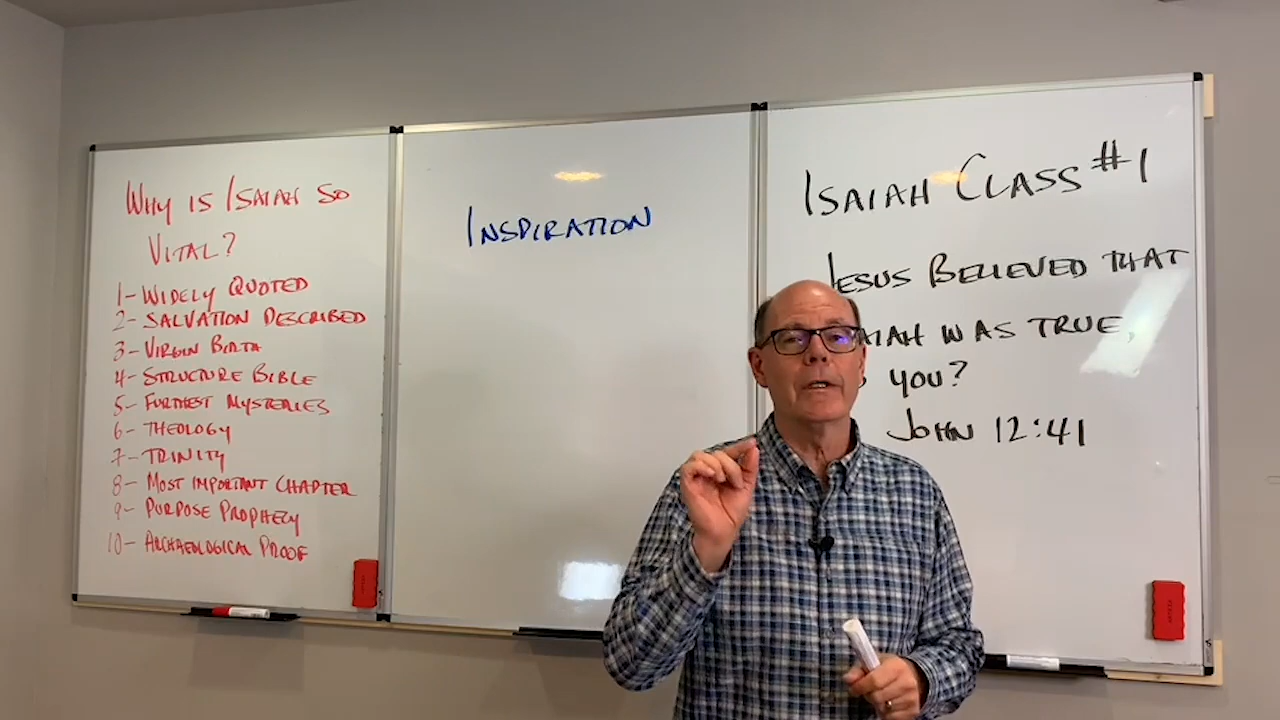 WHY IS ISAIAH SO
VITAL?
1- WIDELY QUOTED
2- SALVATION DESCRIBED
3- VIRGIN BIRTH
4- STRUCTURE BIBLE
5- FURTHEST MYSTERIES
6- THEOLOGY
7- TRINITY
8- MOST IMPORTANT CHAPTER
9- PURPOSE PROPHECY
10- ARCHAEOLOGICAL PROOF
INSPIRATION
ISAIAH CLASS #1
JESUS BELIEVED THAT
AIAH WAS TRUE,
YOU?
JOHN 12:41